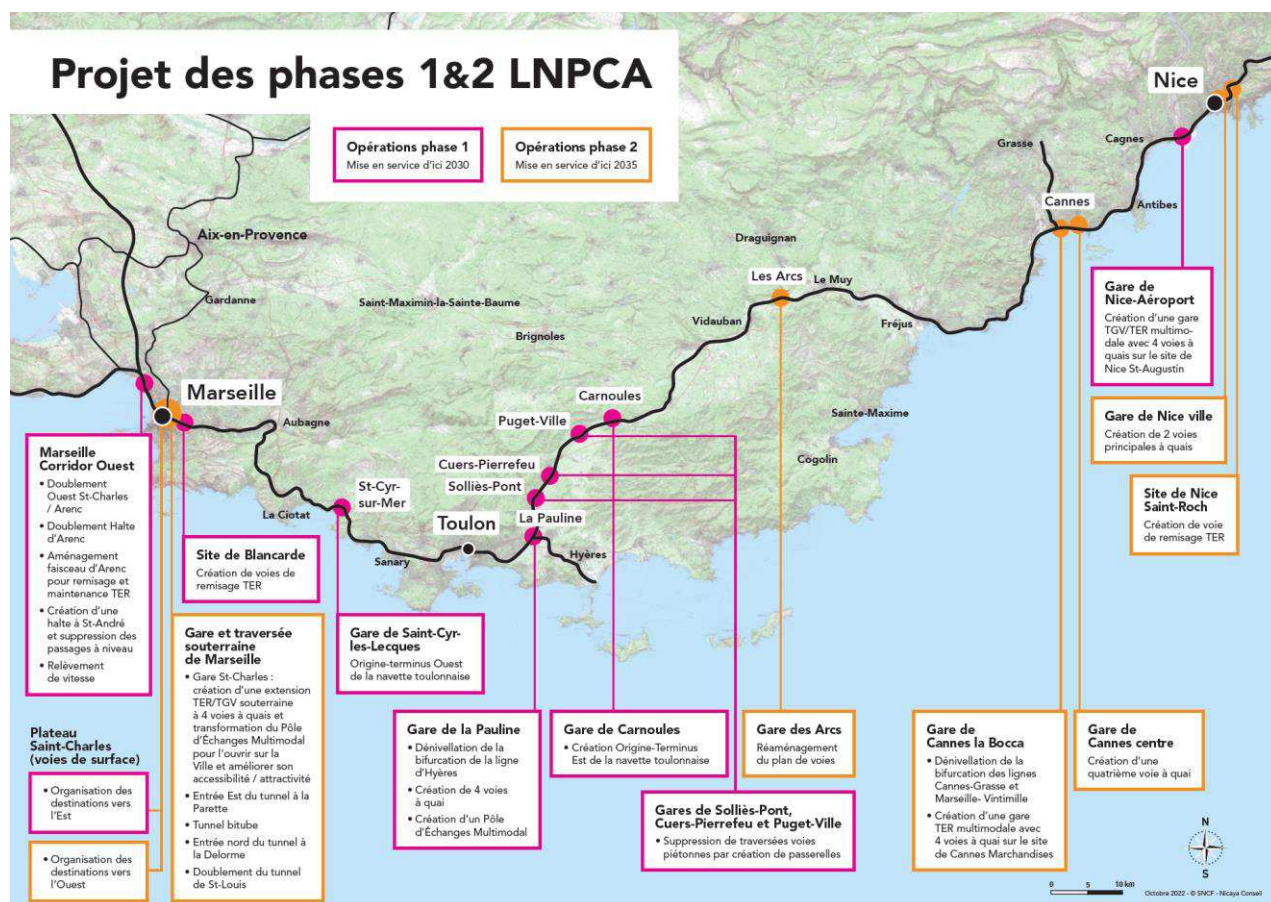 Projet des phases 1&2 LNPCA
Opérations phase 1
Mise en service d'ici 2030
Opérations phase 2
Mise en service d'ici 2035
Nice
Cagnes
Grasse
Cannes
Antibes
Aix-en-Provence
Draguignan
Les Arcs
Le Muy
Gardanne
Saint-Maximin-la-Sainte-Baume
Vidauban
Fréjus
Brignoles
Marseille
Carnoules
Aubagne
Puget-Ville
Sainte-Maxime
Cuers-Pierrefeu
Cogolin
St-Cyr-
sur-Mer
Solliès-Pont
La Ciotat
Toulon
La Pauline
Sanary
Hyères
Gare de
Nice-Aéroport
Création d'une gare
TGV/TER multimo-
dale avec 4 voies à
quais sur le site de
Nice St-Augustin
Gare de Nice ville
Création de 2 voies
principales à quais
Site de Nice
Saint-Roch
Création de voie
de remisage TER
Marseille
Corridor Ouest
• Doublement
Ouest St-Charles
/ Arenc
• Doublement Halte
d'Arenc
• Aménagement
faisceau d'Arenc
pour remisage et
maintenance TER
• Création d'une
halte à St-André
et suppression des
passages à niveau
• Relèvement
de vitesse
Site de Blancarde
Création de voies de
remisage TER
Plateau
Saint-Charles
(voies de surface)
• Organisation des
destinations vers
l'Est
• Organisation des
destinations vers
l'Ouest
Gare et traversée
souterraine
de Marseille
• Gare St-Charles :
création d'une extension
TER/TGV souterraine
à 4 voies à quais et
transformation du Pôle
d'Échanges Multimodal
pour l'ouvrir sur la
Ville et améliorer son
accessibilité / attractivité
• Entrée Est du tunnel à la
Parette
• Tunnel bitube
• Entrée nord du tunnel à
la Delorme
• Doublement du tunnel
de St-Louis
Gare de Saint-Cyr-
les-Lecques
Origine-terminus Ouest
de la navette toulonnaise
Gare de la Pauline
• Dénivellation de la
bifurcation de la ligne
d'Hyères
• Création de 4 voies
à quai
• Création d'un Pôle
d'Échanges Multimodal
Gare de Carnoules
• Création Origine-Terminus
Est de la navette toulonnaise
Gares de Solliès-Pont,
Cuers-Pierrefeu et Puget-Ville
• Suppression de traversées voies
piétonnes par création de passerelles
Gare des Arcs
Réaménagement
du plan de voies
Gare de
Cannes la Bocca
• Dénivellation de la
bifurcation des lignes
Cannes-Grasse et
Marseille- Vintimille
• Création d'une gare
TER multimodale avec
4 voies à quai sur le site
de Cannes Marchandises
Gare de
Cannes centre
Création d'une
quatrième voie à quai
N
S
0 5 10 km
Octobre 2022 - © SNCF - Nicaya Conseil